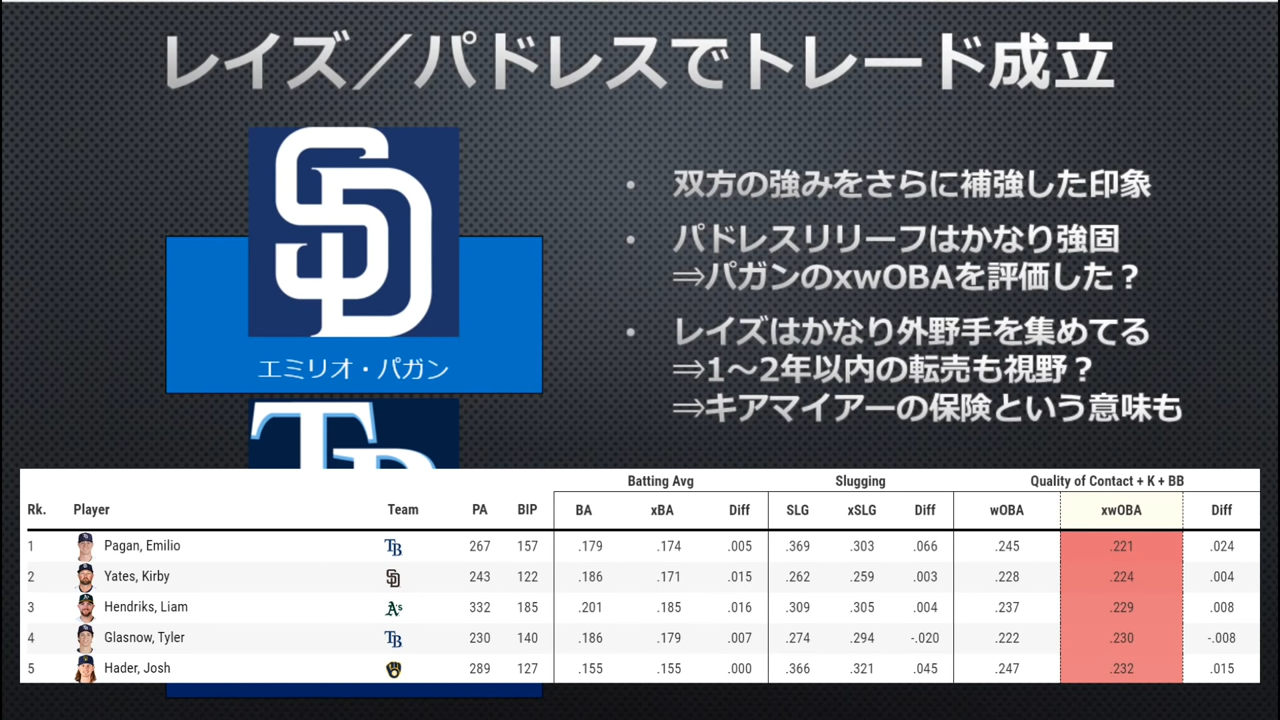 レイズ／パドレスでトレード成立
SD
エミリオ・パガン
・ 双方の強みをさらに補強した印象
・ パドレスリリーフはかなり強固
⇒パガンのxwOBAを評価した？
・ レイズはかなり外野手を集めてる
⇒1～2年以内の転売も視野？
⇒キアマイアーの保険という意味も
TB
Batting Avg Slugging Quality of Contact + K + BB
Rk. Player Team PA BIP BA xBA Diff SLG xSLG Diff wOBA xwOBA Diff
1 Pagan, Emilio TB 267 157 .179 .174 .005 .369 .303 .066 .245 .221 .024
2 Yates, Kirby SD 243 122 .186 .171 .015 .262 .259 .003 .228 .224 .004
3 Hendriks, Liam A's 332 185 .201 .185 .016 .309 .305 .004 .237 .229 .008
4 Glasnow, Tyler TB 230 140 .186 .179 .007 .274 .294 -.020 .222 .230 -.008
5 Hader, Josh 289 127 .155 .155 .000 .366 .321 .045 .247 .232 .015